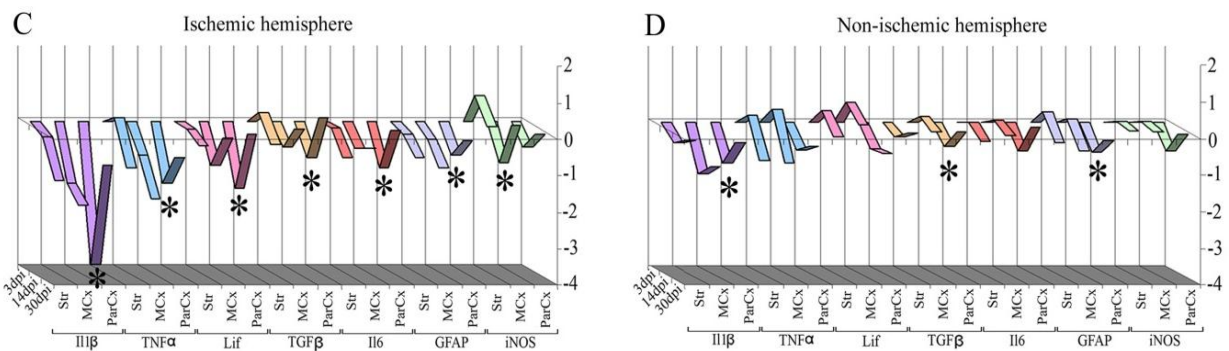 C
Ischemic hemisphere
2
1
0
-1
-2
-3
-4
*
*
*
*
*
*
*
3dpi
14dpi
30dpi
Str
MCx
ParCx
Str
MCx
ParCx
Str
MCx
ParCx
Str
MCx
ParCx
Str
MCx
ParCx
Str
MCx
ParCx
Str
MCx
ParCx
Il1β
TNFα
Lif
TGFβ
Il6
GFAP
iNOS
D
Non-ischemic hemisphere
2
1
0
-1
-2
-3
-4
*
*
*
3dpi
14dpi
30dpi
Str
MCx
ParCx
Str
MCx
ParCx
Str
MCx
ParCx
Str
MCx
ParCx
Str
MCx
ParCx
Str
MCx
ParCx
Str
MCx
ParCx
Il1β
TNFα
Lif
TGFβ
Il6
GFAP
iNOS